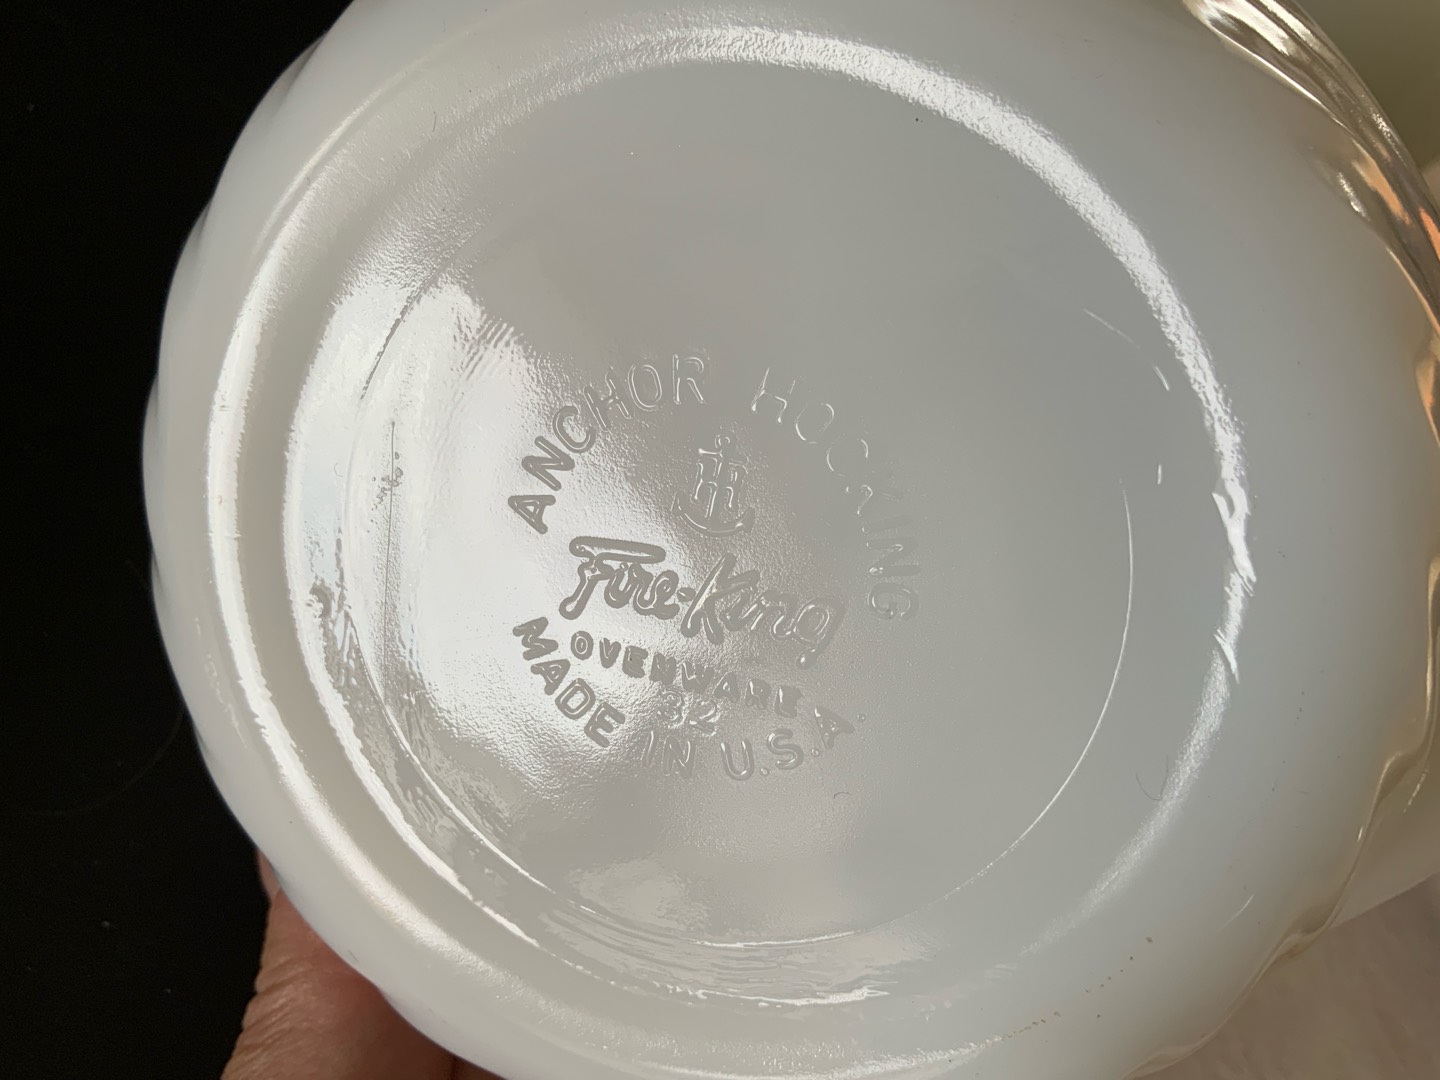 ANCHOR HOCKING
Fire-King
OVENWARE
32
MADE IN U.S.A.